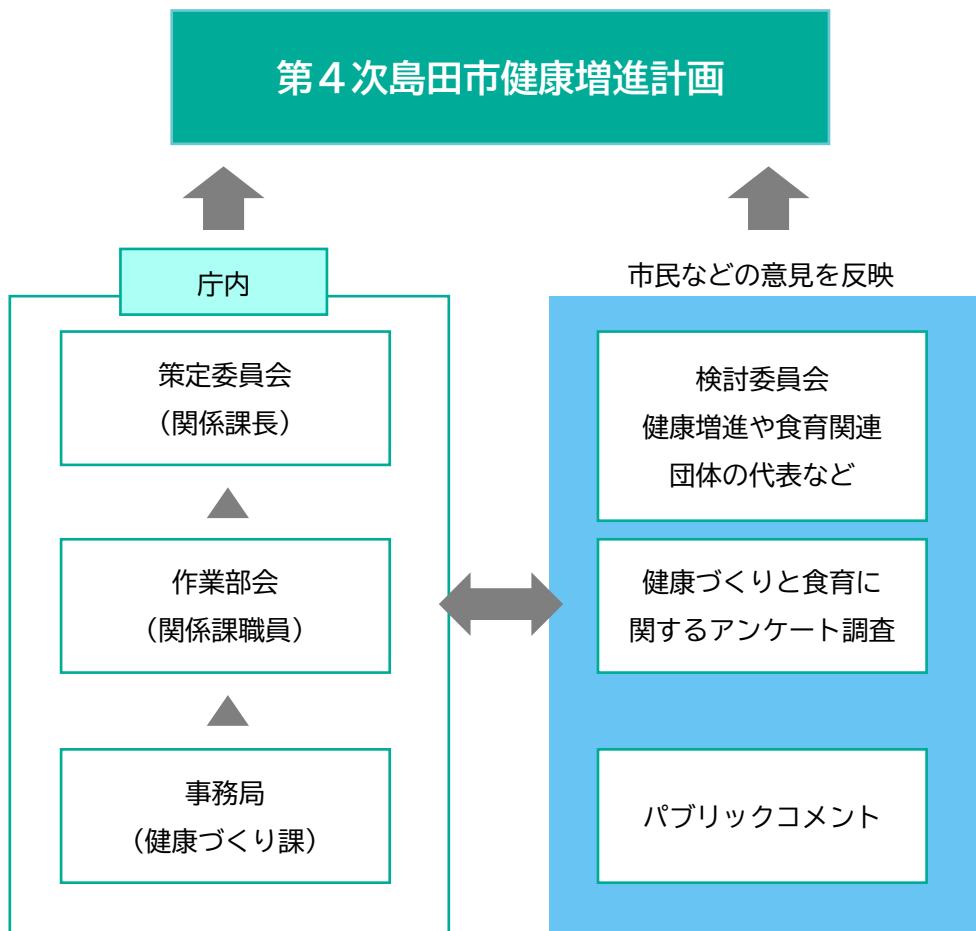 第４次島田市健康増進計画
庁内
策定委員会
（関係課長）
作業部会
（関係課職員）
事務局
（健康づくり課）
市民などの意見を反映
検討委員会
健康増進や食育関連
団体の代表など
健康づくりと食育に
関するアンケート調査
パブリックコメント